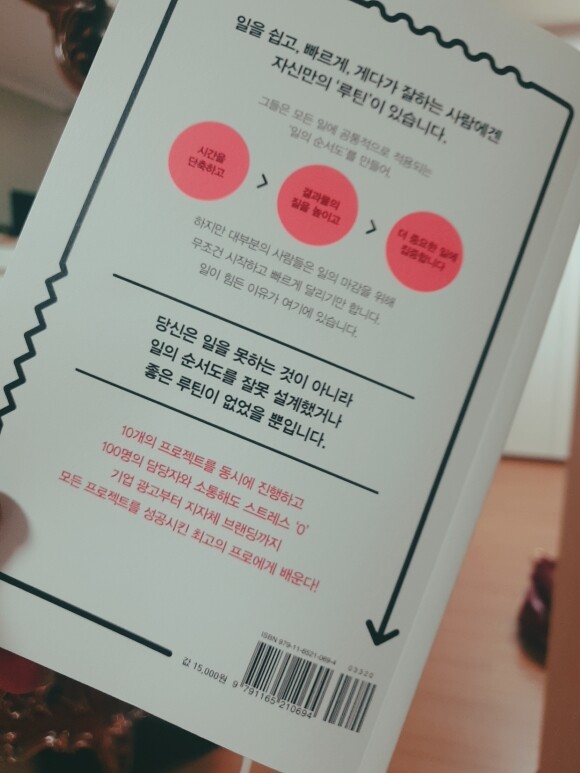 일을 쉽고, 빠르게, 게다가 잘하는 사람에겐
자신만의 '루틴'이 있습니다.
그들은 모든 일에 공통적으로 적용되는
'일의 순서도'를 만들어,
시간을
단축하고
>
결과물의
질을 높이고
>
더 중요한 일에
집중합니다
하지만 대부분의 사람들은 일의 마감을 위해
무조건 시작하고 빠르게 달리기만 합니다.
일이 힘든 이유가 여기에 있습니다.
당신은 일을 못하는 것이 아니라
일의 순서도를 잘못 설계했거나
좋은 루틴이 없었을 뿐입니다.
10개의 프로젝트를 동시에 진행하고
100명의 담당자와 소통해도 스트레스 '0'
기업 광고부터 지자체 브랜딩까지
모든 프로젝트를 성공시킨 최고의 프로에게 배운다!
ISBN 979-11-6521-069-4
03320
값 15,000원
9 791165 210694